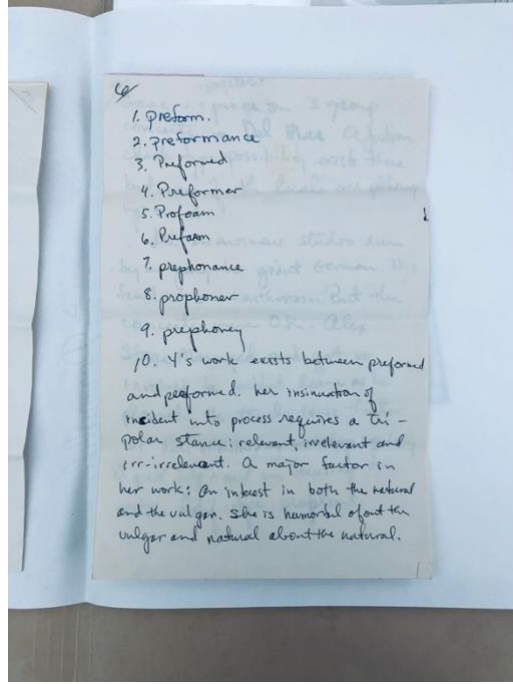 6/
1. Preform.
2. preformance
3. Preformed
4. Preformer
5. Profoam
6. Prefarm
7. prephonance
8. prophoner
9. prephoney
10. Y's work exists between preformed
and performed. her insinuation of
incident into process requires a tri-
polar stance; relevant, irrelevant and
irr-irrelevant. A major factor in
her work: An interest in both the natural
and the vulgar. She is humorful about the
vulgar and natural about the natural.